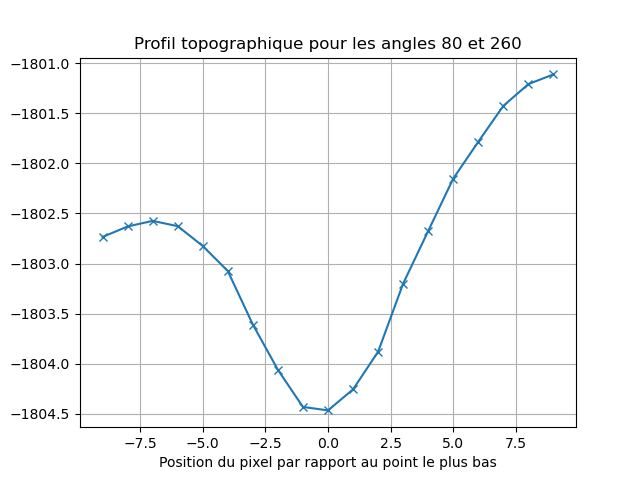 Profil topographique pour les angles 80 et 260
−1801.0
−1801.5
−1802.0
−1802.5
−1803.0
−1803.5
−1804.0
−1804.5
−7.5 −5.0 −2.5 0.0 2.5 5.0 7.5
Position du pixel par rapport au point le plus bas